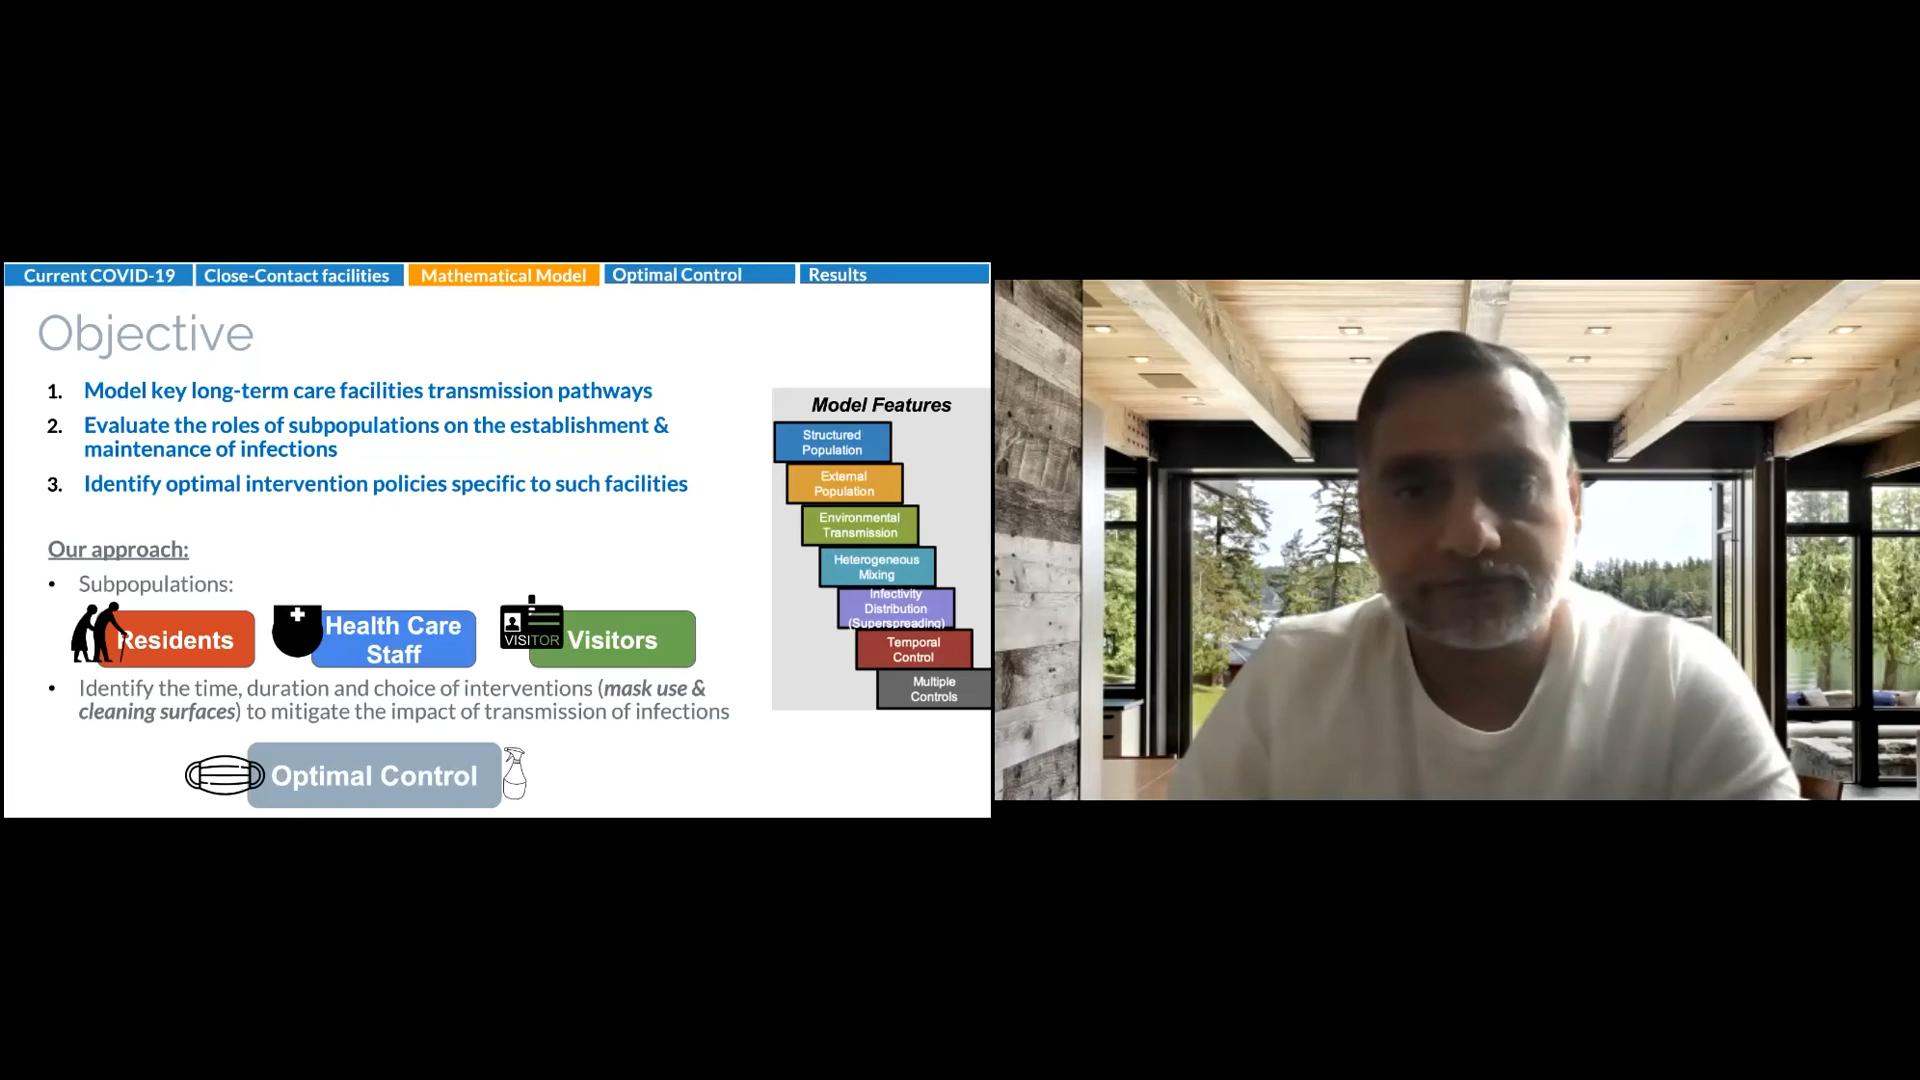 Current COVID-19
Close-Contact facilities
Mathematical Model
Optimal Control
Results
Objective
1. Model key long-term care facilities transmission pathways
2. Evaluate the roles of subpopulations on the establishment &
maintenance of infections
3. Identify optimal intervention policies specific to such facilities
Our approach:
• Subpopulations:
Residents
Health Care
Staff
VISITOR
Visitors
• Identify the time, duration and choice of interventions (mask use &
cleaning surfaces) to mitigate the impact of transmission of infections
Optimal Control
Model Features
Structured
Population
External
Population
Environmental
Transmission
Heterogeneous
Mixing
Infectivity
Distribution
(Superspreading)
Temporal
Control
Multiple
Controls